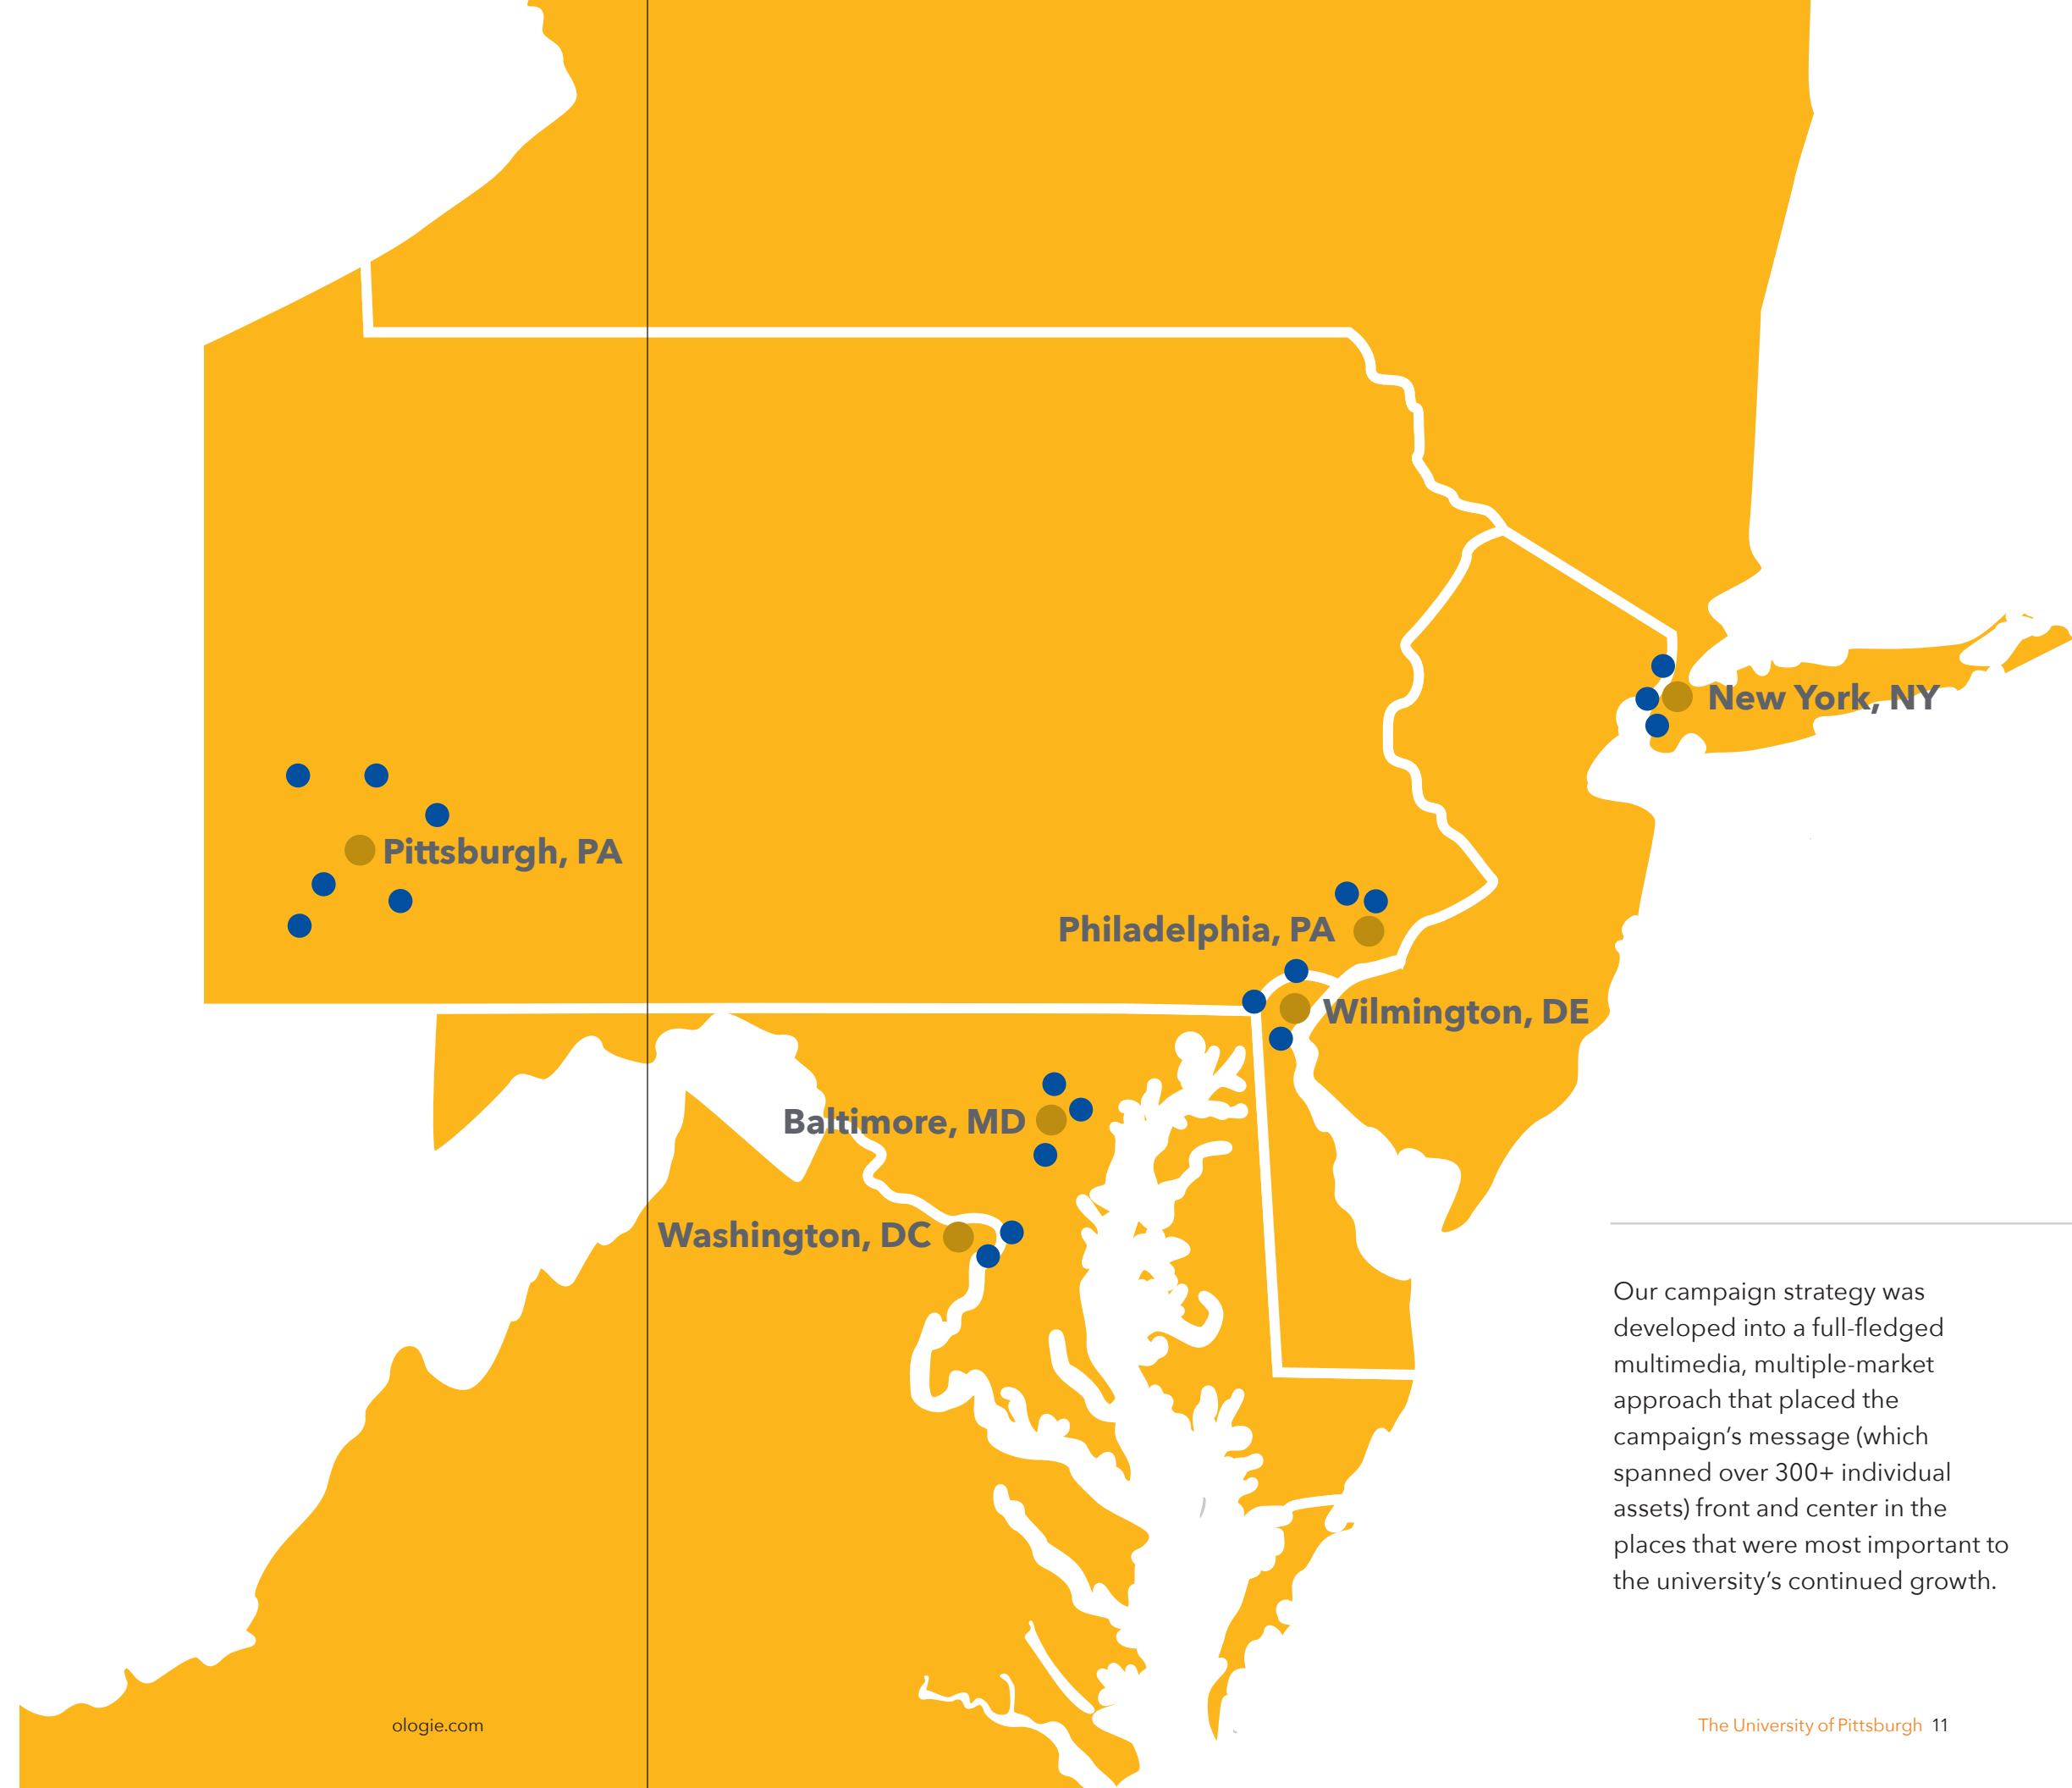 New York, NY
Pittsburgh, PA
Philadelphia, PA
Wilmington, DE
Baltimore, MD
Washington, DC
Our campaign strategy was
developed into a full-fledged
multimedia, multiple-market
approach that placed the
campaign’s message (which
spanned over 300+ individual
assets) front and center in the
places that were most important to
the university’s continued growth.
ologie.com
The University of Pittsburgh 11